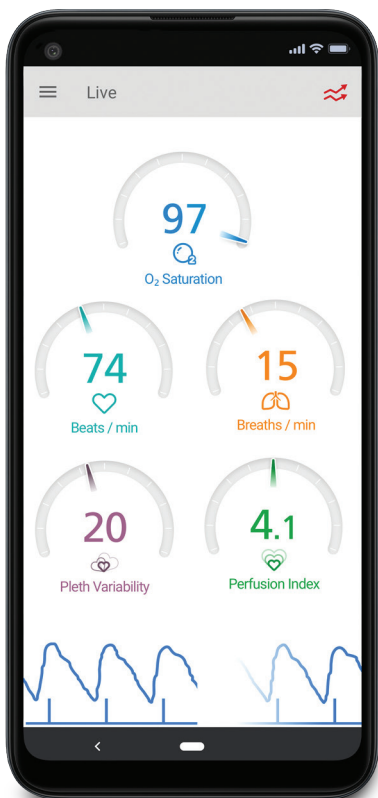 Live
97
O₂ Saturation
74
Beats / min
15
Breaths / min
20
Pleth Variability
4.1
Perfusion Index